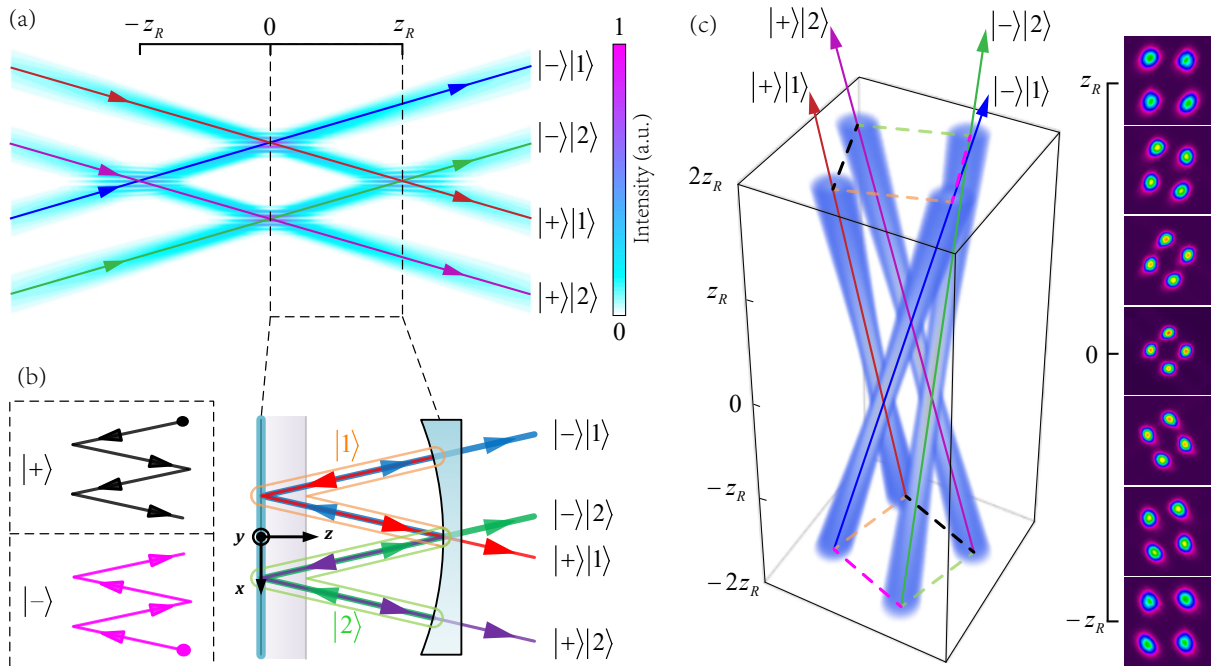 (a)
−z_R 0 z_R
1
Intensity (a.u.)
0
|−⟩|1⟩
|−⟩|2⟩
|+⟩|1⟩
|+⟩|2⟩
(b)
|+⟩
|−⟩
|1⟩
|2⟩
y
z
x
|−⟩|1⟩
|−⟩|2⟩
|+⟩|1⟩
|+⟩|2⟩
(c)
|+⟩|2⟩
|−⟩|2⟩
|+⟩|1⟩
|−⟩|1⟩
2z_R
z_R
0
−z_R
−2z_R
z_R
0
−z_R